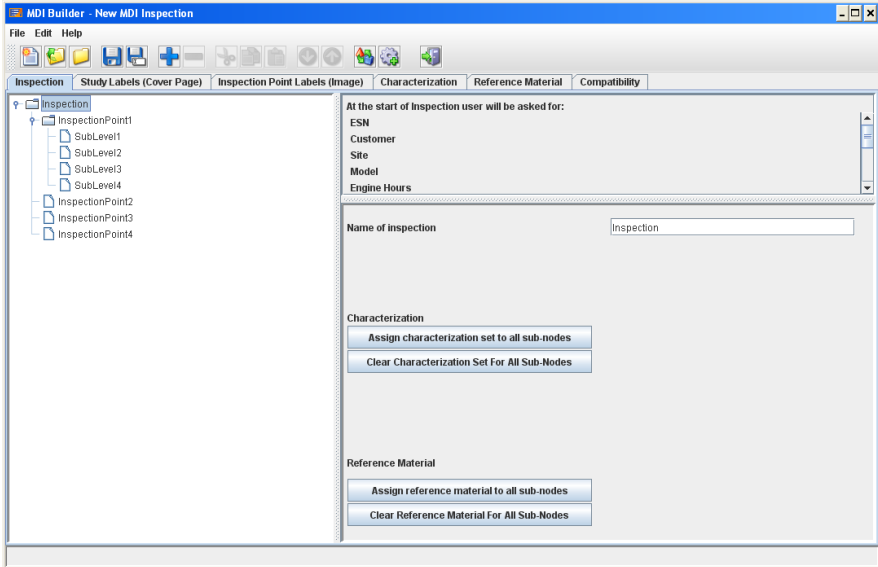 MDI Builder - New MDI Inspection
File Edit Help
Inspection Study Labels (Cover Page) Inspection Point Labels (Image) Characterization Reference Material Compatibility
Inspection
InspectionPoint1
SubLevel1
SubLevel2
SubLevel3
SubLevel4
InspectionPoint2
InspectionPoint3
InspectionPoint4
At the start of Inspection user will be asked for:
ESN
Customer
Site
Model
Engine Hours
Name of inspection Inspection
Characterization
Assign characterization set to all sub-nodes
Clear Characterization Set For All Sub-Nodes
Reference Material
Assign reference material to all sub-nodes
Clear Reference Material For All Sub-Nodes